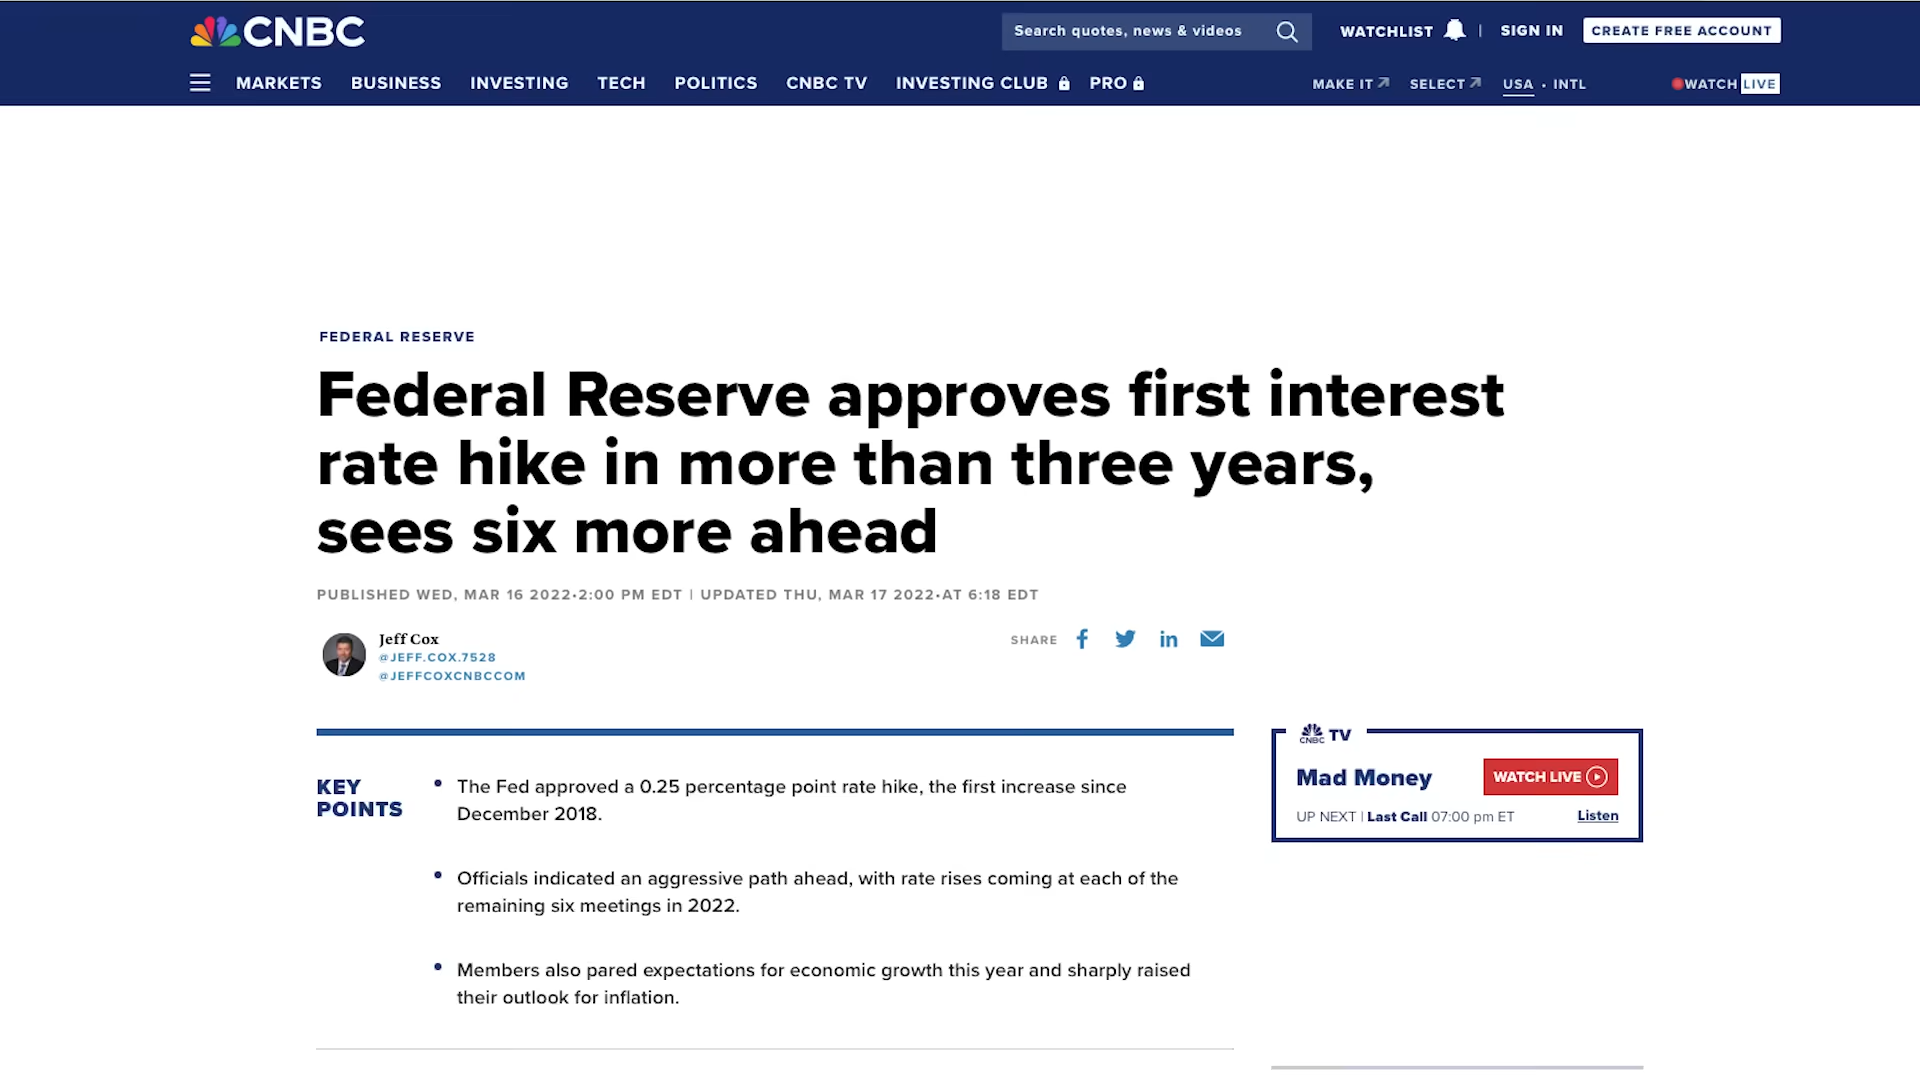 CNBC
Search quotes, news & videos
WATCHLIST | SIGN IN
CREATE FREE ACCOUNT
MARKETS BUSINESS INVESTING TECH POLITICS CNBC TV INVESTING CLUB PRO
MAKE IT SELECT USA • INTL
WATCH LIVE
FEDERAL RESERVE
Federal Reserve approves first interest
rate hike in more than three years,
sees six more ahead
PUBLISHED WED, MAR 16 2022•2:00 PM EDT | UPDATED THU, MAR 17 2022•AT 6:18 EDT
Jeff Cox
@JEFF.COX.7528
@JEFFCOXCNBCCOM
SHARE
KEY
POINTS
• The Fed approved a 0.25 percentage point rate hike, the first increase since
December 2018.
• Officials indicated an aggressive path ahead, with rate rises coming at each of the
remaining six meetings in 2022.
• Members also pared expectations for economic growth this year and sharply raised
their outlook for inflation.
CNBC TV
Mad Money
WATCH LIVE
UP NEXT | Last Call 07:00 pm ET
Listen